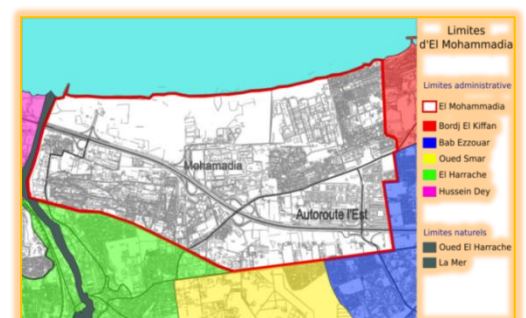 Limites
d'El Mohammadia
Limites administrative
El Mohammadia
Bordj El Kiffan
Bab Ezzouar
Oued Smar
El Harrache
Hussein Dey
Limites naturels
Oued El Harrache
La Mer
Mohamadia
Autoroute l'Est